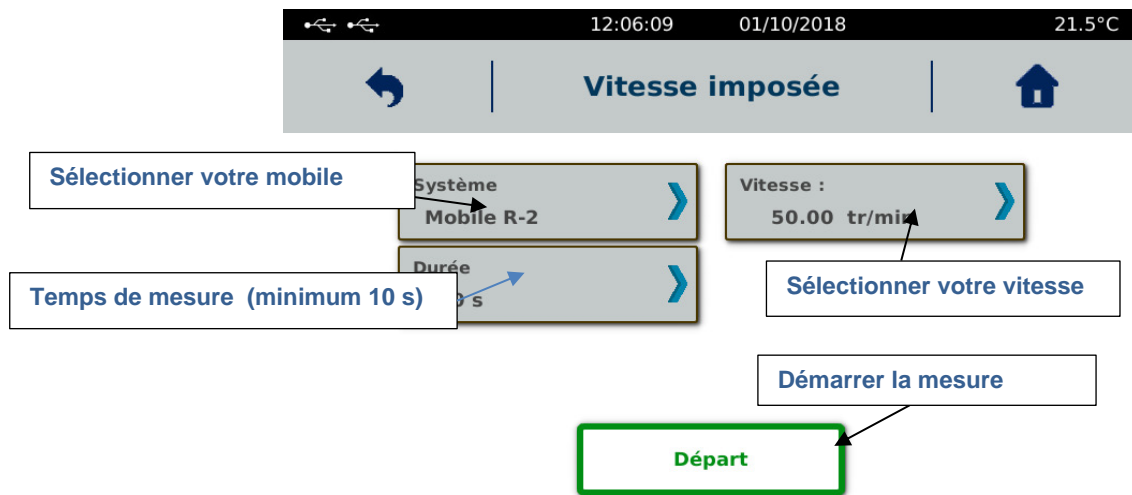 12:06:09 01/10/2018 21.5°C
Vitesse imposée
Sélectionner votre mobile
Système
Mobile R-2
Vitesse :
50.00 tr/min
Durée
s
Temps de mesure (minimum 10 s)
Sélectionner votre vitesse
Démarrer la mesure
Départ